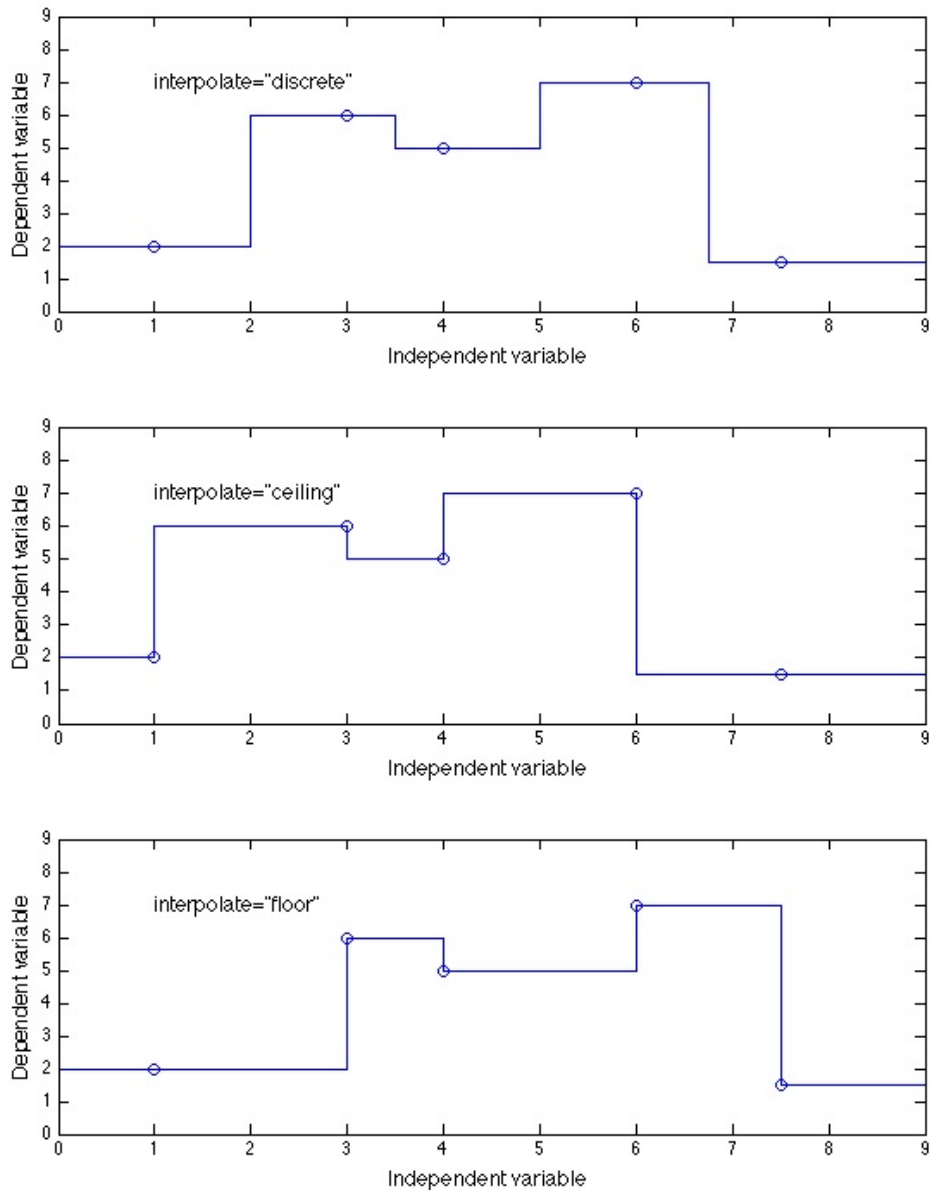 9
8
7
6
5
4
3
2
1
0
Dependent variable
interpolate="discrete"
0 1 2 3 4 5 6 7 8 9
Independent variable
9
8
7
6
5
4
3
2
1
0
Dependent variable
interpolate="ceiling"
0 1 2 3 4 5 6 7 8 9
Independent variable
9
8
7
6
5
4
3
2
1
0
Dependent variable
interpolate="floor"
0 1 2 3 4 5 6 7 8 9
Independent variable